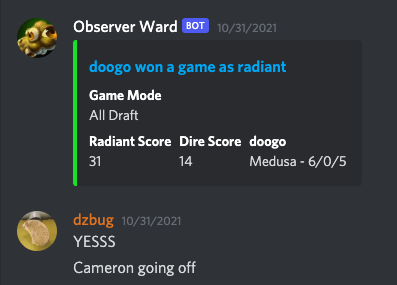 Observer Ward BOT 10/31/2021
doogo won a game as radiant
Game Mode
All Draft
Radiant Score Dire Score doogo
31 14 Medusa - 6/0/5
dzbug 10/31/2021
YESSS
Cameron going off